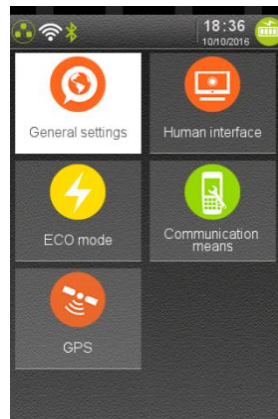 18:36
10/10/2016
General settings
Human interface
ECO mode
Communication
means
GPS